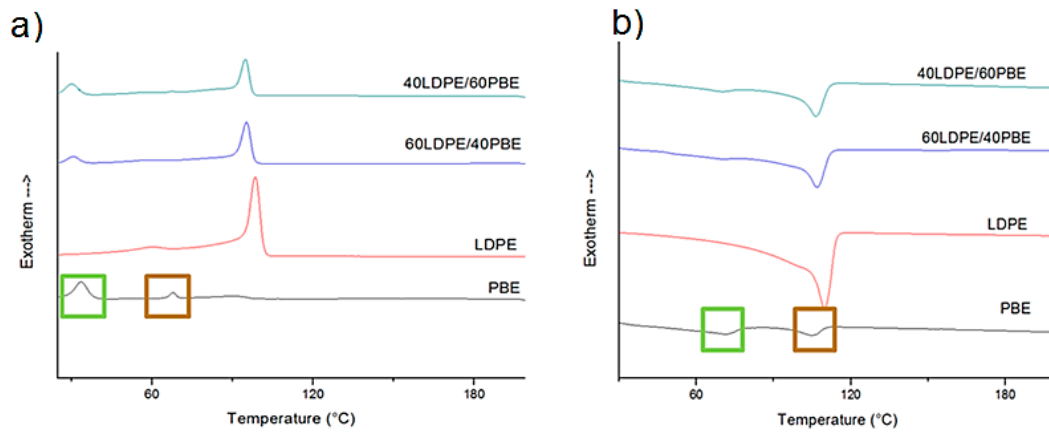 a)
40LDPE/60PBE
60LDPE/40PBE
LDPE
PBE
Exotherm --->
60
120
180
Temperature (°C)
b)
40LDPE/60PBE
60LDPE/40PBE
LDPE
PBE
Exotherm --->
60
120
180
Temperature (°C)